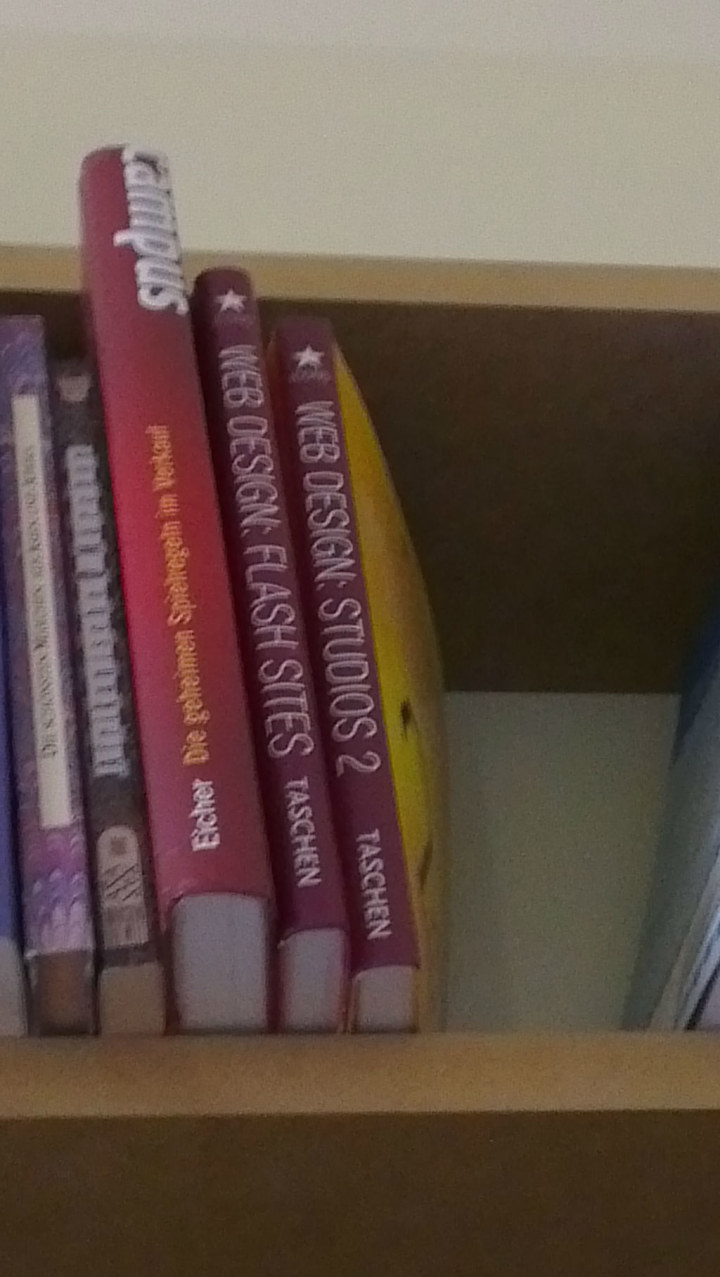 campus
Eicher Die geheimen Spielregeln im Verkauf
WEB DESIGN: FLASH SITES TASCHEN
WEB DESIGN: STUDIOS 2 TASCHEN